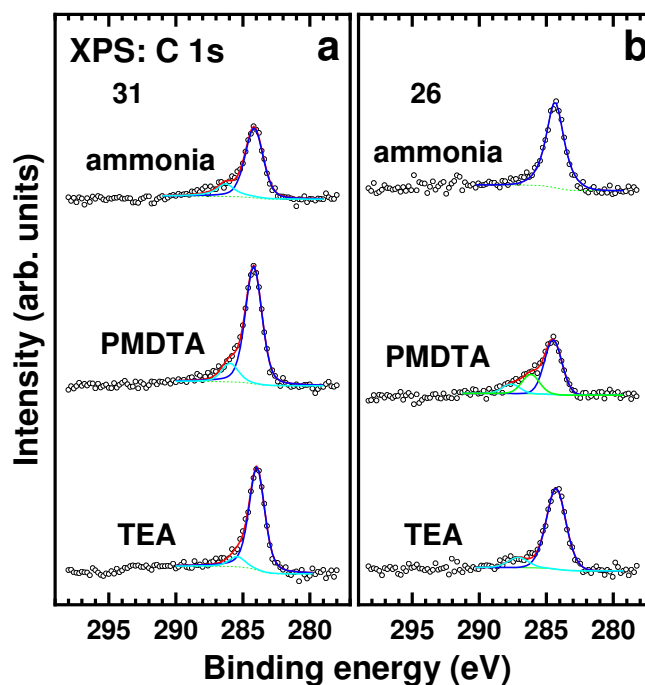 XPS: C 1s
a
31
ammonia
PMDTA
TEA
b
26
ammonia
PMDTA
TEA
Intensity (arb. units)
295 290 285 280
295 290 285 280
Binding energy (eV)